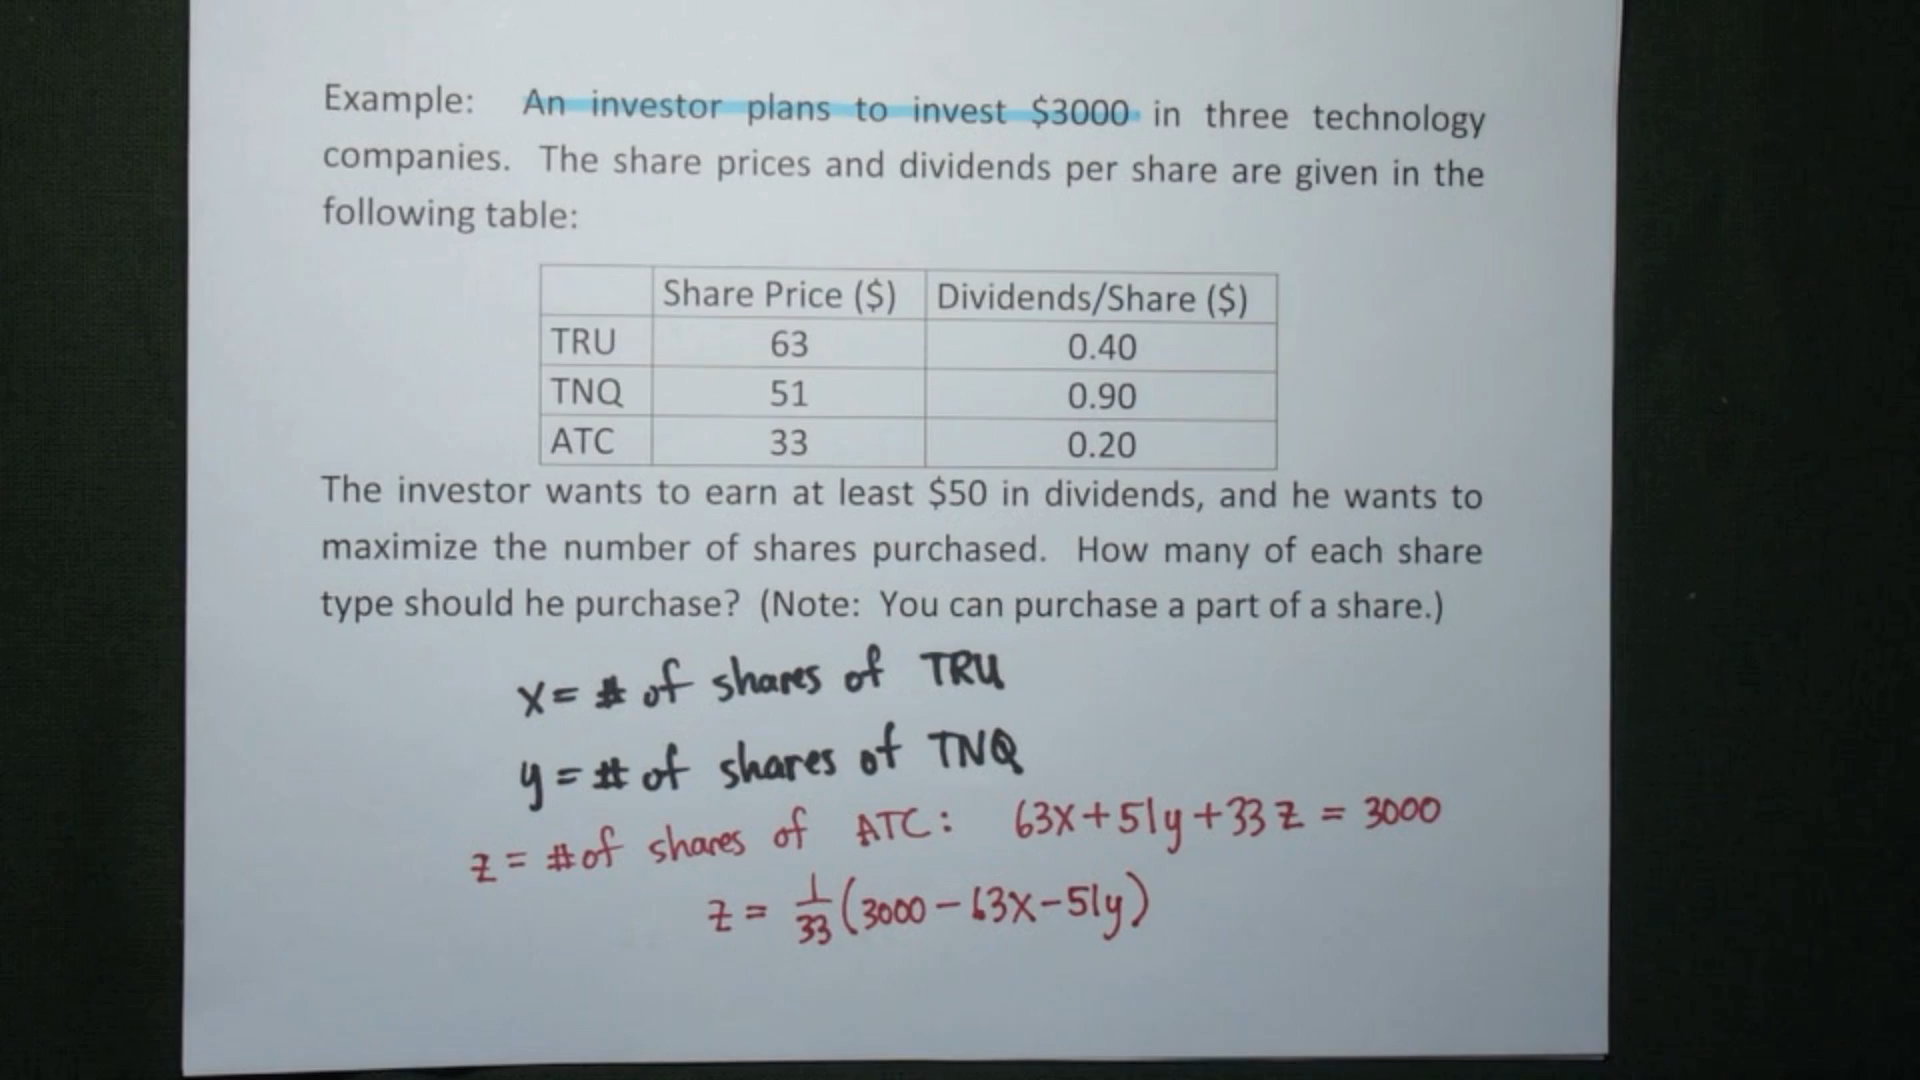 Example: An investor plans to invest $3000 in three technology
companies. The share prices and dividends per share are given in the
following table:
Share Price ($) Dividends/Share ($)
TRU 63 0.40
TNQ 51 0.90
ATC 33 0.20
The investor wants to earn at least $50 in dividends, and he wants to
maximize the number of shares purchased. How many of each share
type should he purchase? (Note: You can purchase a part of a share.)
x = # of shares of TRU
y = # of shares of TNQ
z = # of shares of ATC: 63x+51y+33z = 3000
z = 1/33 (3000-63x-51y)